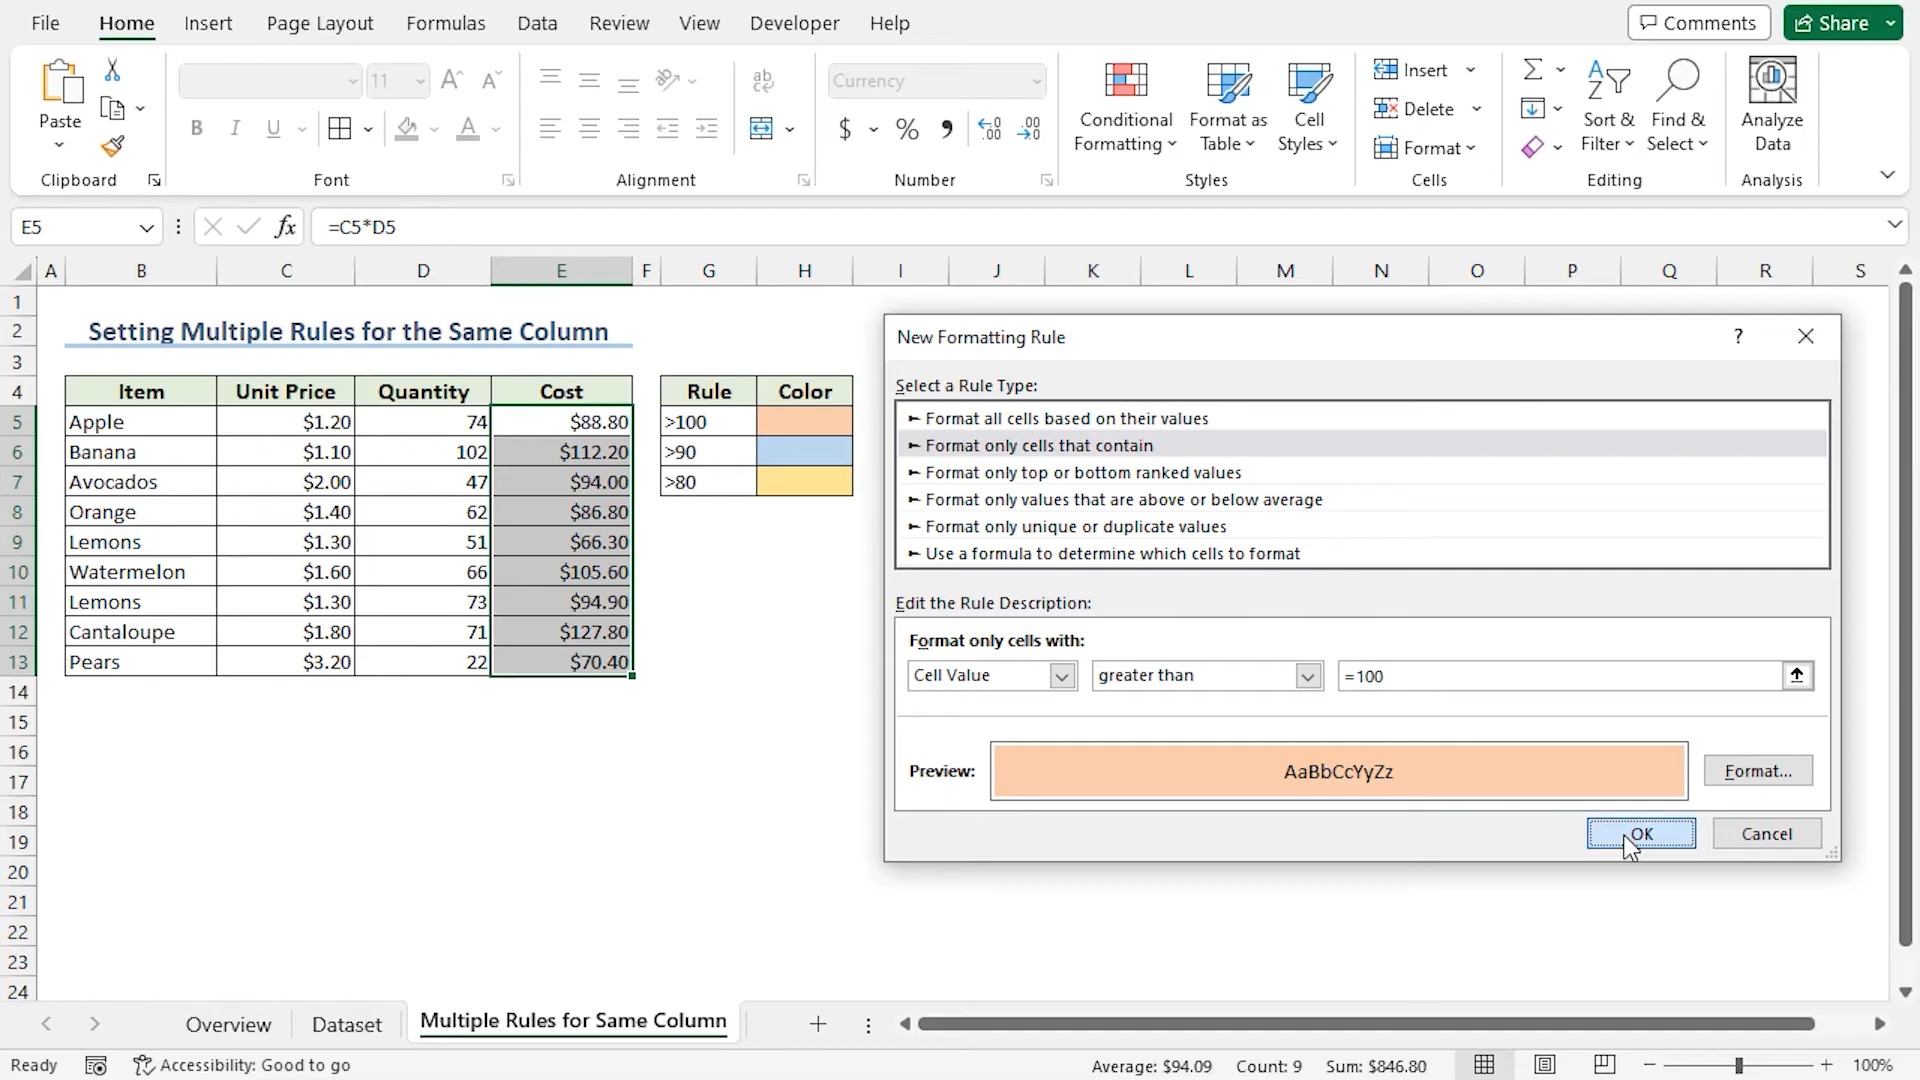 File Home Insert Page Layout Formulas Data Review View Developer Help Comments Share
Paste
Clipboard
11
B I U A
Font
ab
Alignment
Currency
$ % , .00
Number
Conditional Formatting
Format as Table
Cell Styles
Styles
Insert
Delete
Format
Cells
Sort & Filter
Find & Select
Editing
Analyze Data
Analysis
E5 fx =C5*D5
A B C D E F G H I J K L M N O P Q R S
1
2 Setting Multiple Rules for the Same Column
3
4 Item Unit Price Quantity Cost Rule Color
5 Apple $1.20 74 $88.80 >100
6 Banana $1.10 102 $112.20 >90
7 Avocados $2.00 47 $94.00 >80
8 Orange $1.40 62 $86.80
9 Lemons $1.30 51 $66.30
10 Watermelon $1.60 66 $105.60
11 Lemons $1.30 73 $94.90
12 Cantaloupe $1.80 71 $127.80
13 Pears $3.20 22 $70.40
14
15
16
17
18
19
20
21
22
23
24
New Formatting Rule ?
Select a Rule Type:
Format all cells based on their values
Format only cells that contain
Format only top or bottom ranked values
Format only values that are above or below average
Format only unique or duplicate values
Use a formula to determine which cells to format
Edit the Rule Description:
Format only cells with:
Cell Value greater than =100
Preview: AaBbCcYyZz Format...
OK Cancel
Overview Dataset Multiple Rules for Same Column
Ready Accessibility: Good to go Average: $94.09 Count: 9 Sum: $846.80 100%